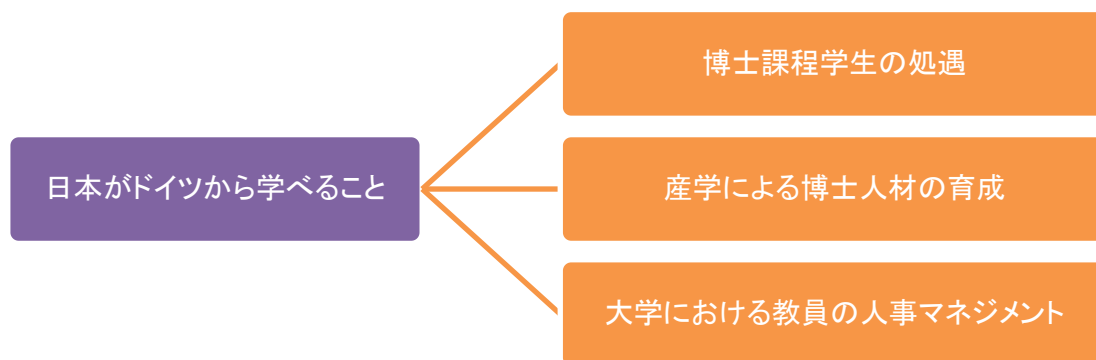 博士課程学生の処遇
日本がドイツから学べること
産学による博士人材の育成
大学における教員の人事マネジメント